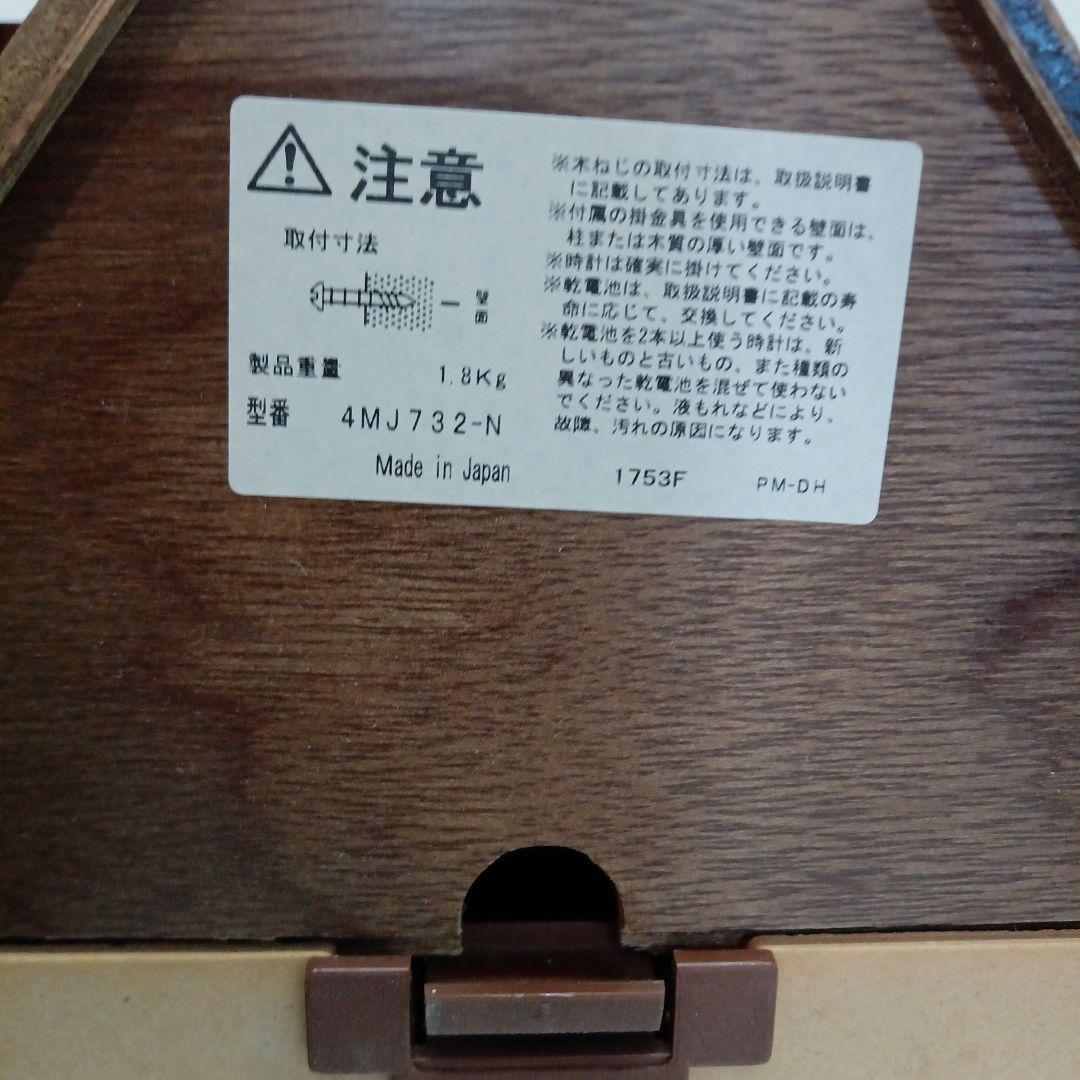 注意
取付寸法
壁面
製品重量 1.8Kg
型番 4MJ732-N
Made in Japan
※木ねじの取付寸法は、取扱説明書
に記載してあります。
※付属の掛金具を使用できる壁面は、
柱または木質の厚い壁面です。
※時計は確実に掛けてください。
※乾電池は、取扱説明書に記載の寿
命に応じて、交換してください。
※乾電池を2本以上使う時計は、新
しいものと古いもの、また種類の
異なった乾電池を混ぜて使わない
でください。液もれなどにより、
故障、汚れの原因になります。
1753F PM-DH